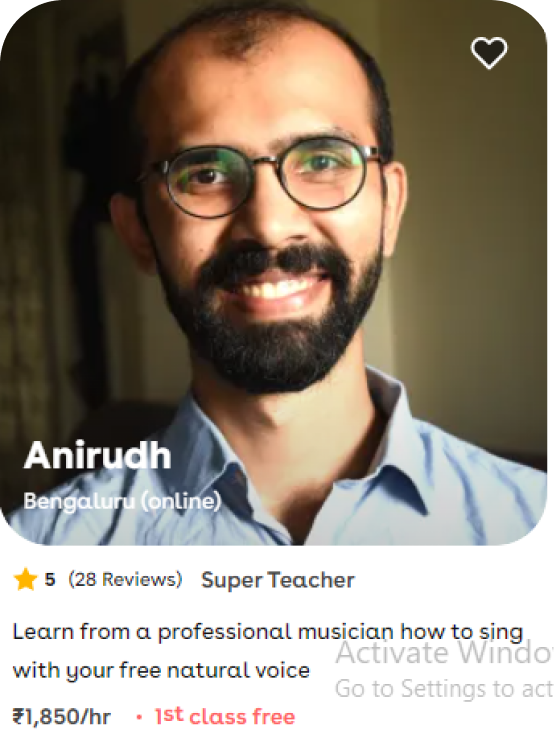 Anirudh
Bengaluru (online)
5 (28 Reviews) Super Teacher
Learn from a professional musician how to sing
with your free natural voice
Activate Windo
Go to Settings to act
₹1,850/hr • 1st class free